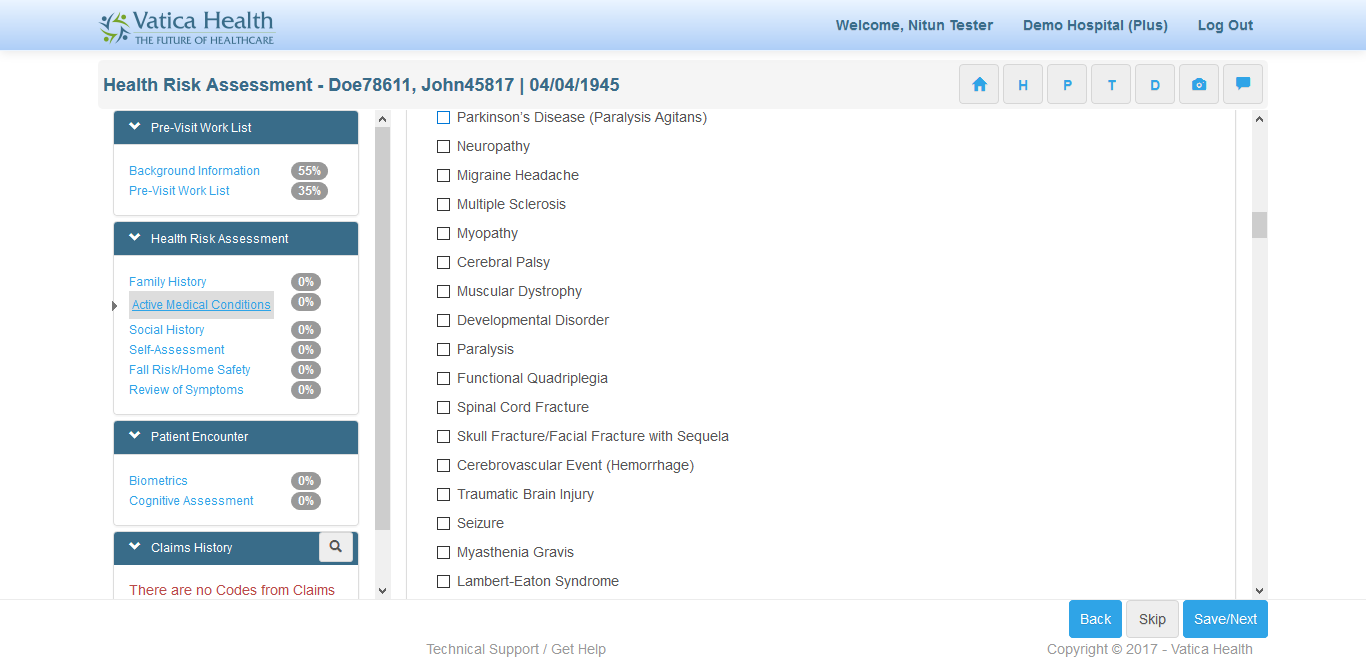 Vatica Health
THE FUTURE OF HEALTHCARE
Welcome, Nitun Tester
Demo Hospital (Plus)
Log Out
Health Risk Assessment - Doe78611, John45817 | 04/04/1945
H
P
T
D
Pre-Visit Work List
Background Information 55%
Pre-Visit Work List 35%
Health Risk Assessment
Family History 0%
Active Medical Conditions 0%
Social History 0%
Self-Assessment 0%
Fall Risk/Home Safety 0%
Review of Symptoms 0%
Patient Encounter
Biometrics 0%
Cognitive Assessment 0%
Claims History
There are no Codes from Claims
Parkinson's Disease (Paralysis Agitans)
Neuropathy
Migraine Headache
Multiple Sclerosis
Myopathy
Cerebral Palsy
Muscular Dystrophy
Developmental Disorder
Paralysis
Functional Quadriplegia
Spinal Cord Fracture
Skull Fracture/Facial Fracture with Sequela
Cerebrovascular Event (Hemorrhage)
Traumatic Brain Injury
Seizure
Myasthenia Gravis
Lambert-Eaton Syndrome
Back
Skip
Save/Next
Technical Support / Get Help
Copyright © 2017 - Vatica Health